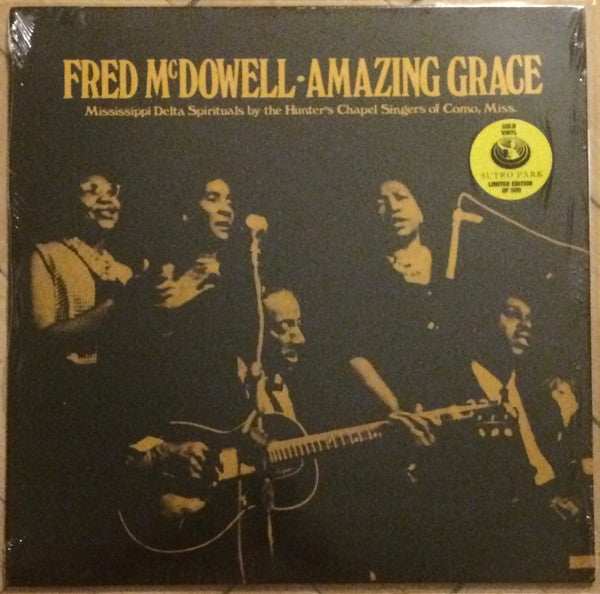 FRED McDOWELL - AMAZING GRACE
Mississippi Delta Spirituals by the Hunter's Chapel Singers of Como, Miss.
GOLD
VINYL
SUTRO PARK
LIMITED EDITION
OF 500